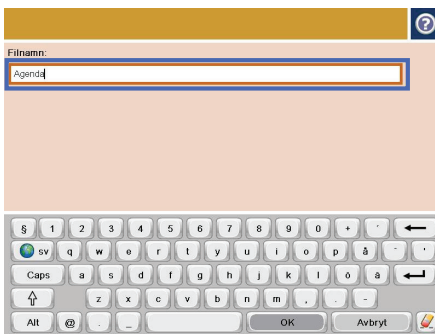 ?
Filnamn:
Agenda
§ 1 2 3 4 5 6 7 8 9 0 + ´
sv q w e r t y u i o p å ¨ '
Caps a s d f g h j k l ö ä
z x c v b n m , . -
Alt @ . _ OK Avbryt